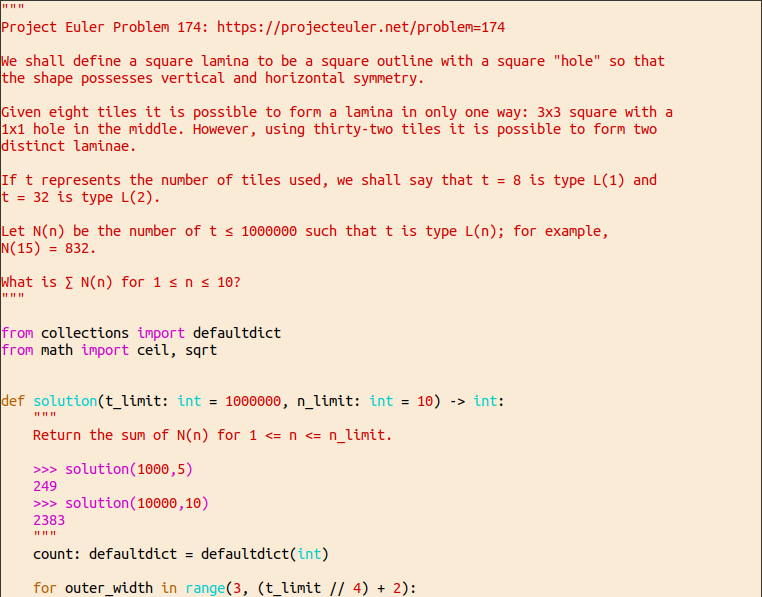 """
Project Euler Problem 174: https://projecteuler.net/problem=174

We shall define a square lamina to be a square outline with a square "hole" so that
the shape possesses vertical and horizontal symmetry.

Given eight tiles it is possible to form a lamina in only one way: 3x3 square with a
1x1 hole in the middle. However, using thirty-two tiles it is possible to form two
distinct laminae.

If t represents the number of tiles used, we shall say that t = 8 is type L(1) and
t = 32 is type L(2).

Let N(n) be the number of t ≤ 1000000 such that t is type L(n); for example,
N(15) = 832.

What is ∑ N(n) for 1 ≤ n ≤ 10?
"""

from collections import defaultdict
from math import ceil, sqrt


def solution(t_limit: int = 1000000, n_limit: int = 10) -> int:
    """
    Return the sum of N(n) for 1 <= n <= n_limit.

    >>> solution(1000,5)
    249
    >>> solution(10000,10)
    2383
    """
    count: defaultdict = defaultdict(int)

    for outer_width in range(3, (t_limit // 4) + 2):